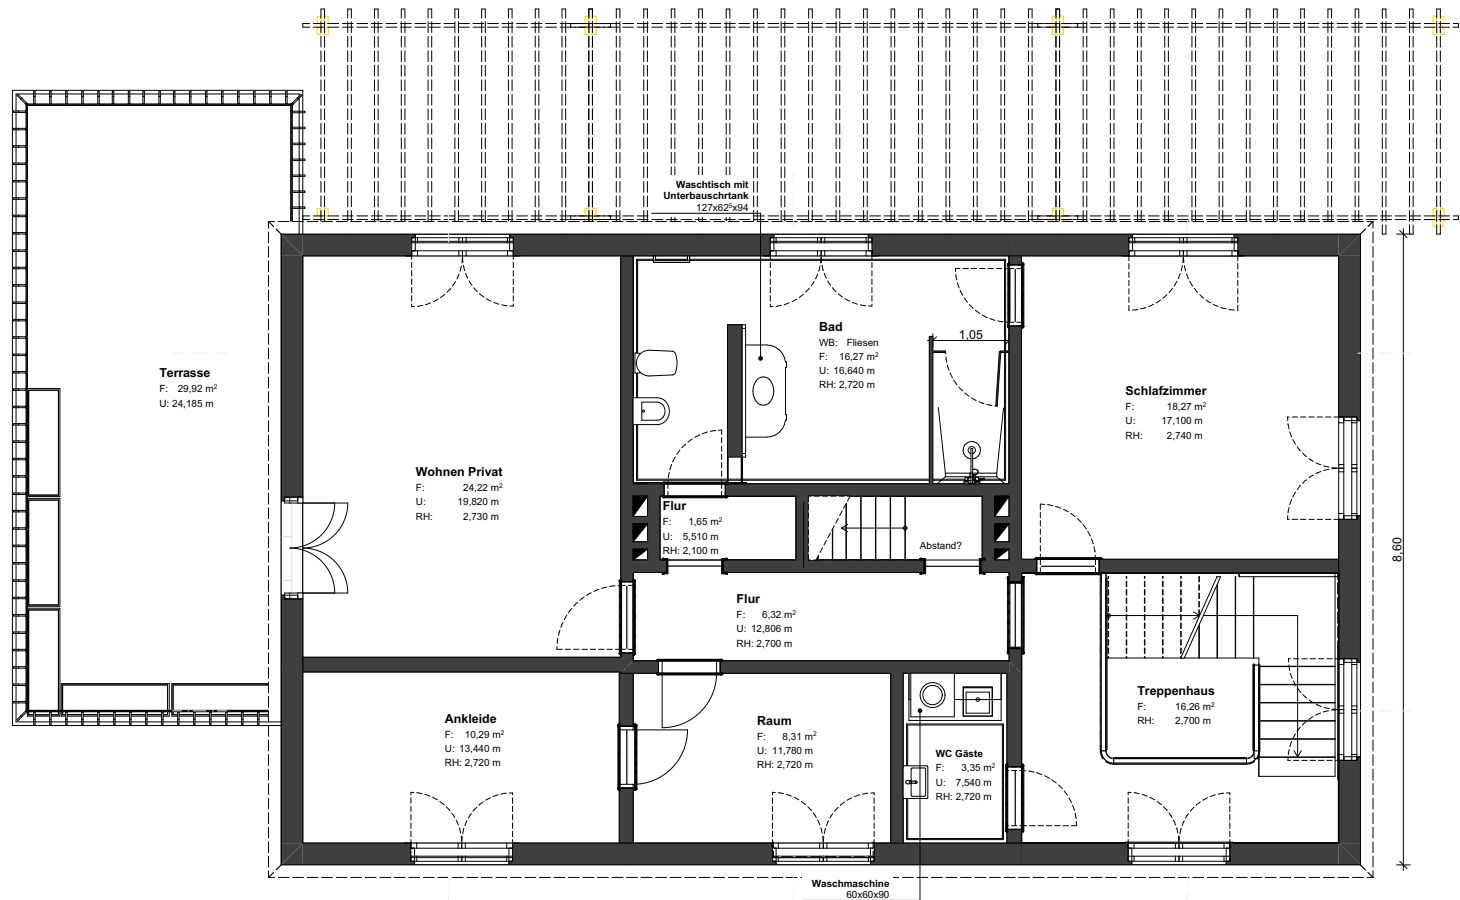 Waschtisch mit
Unterbauschrtank
127x62⁵x94
Bad
WB: Fliesen
F: 16,27 m²
U: 16,640 m
RH: 2,720 m
1,05
Terrasse
F: 29,92 m²
U: 24,185 m
Schlafzimmer
F: 18,27 m²
U: 17,100 m
RH: 2,740 m
Wohnen Privat
F: 24,22 m²
U: 19,820 m
RH: 2,730 m
Flur
F: 1,65 m²
U: 5,510 m
RH: 2,100 m
Abstand?
8,60
Flur
F: 6,32 m²
U: 12,806 m
RH: 2,700 m
Treppenhaus
F: 16,26 m²
RH: 2,700 m
Ankleide
F: 10,29 m²
U: 13,440 m
RH: 2,720 m
Raum
F: 8,31 m²
U: 11,780 m
RH: 2,720 m
WC Gäste
F: 3,35 m²
U: 7,540 m
RH: 2,720 m
Waschmaschine
60x60x90